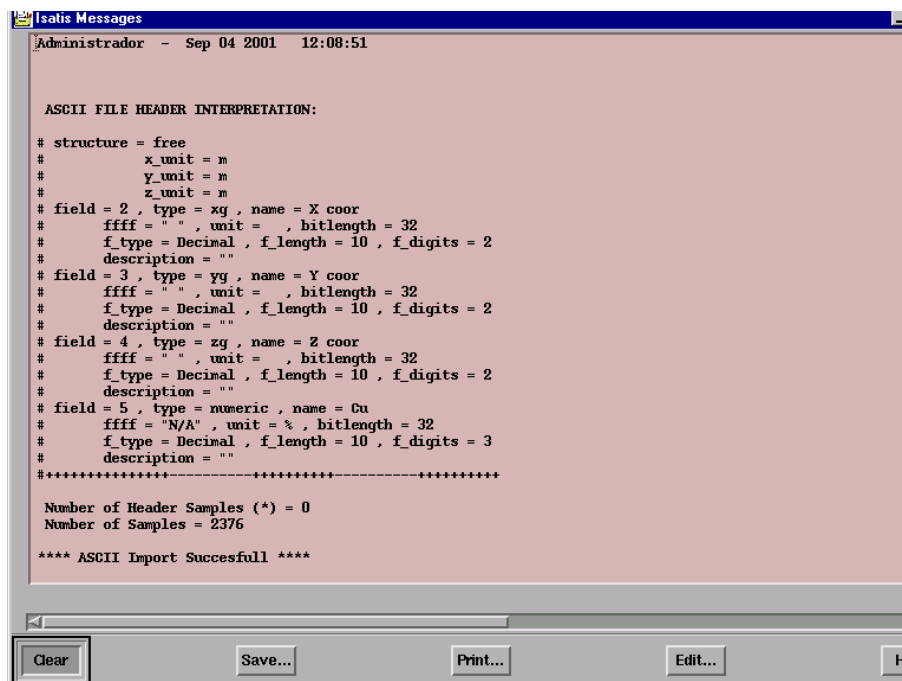 Isatis Messages
Administrador - Sep 04 2001 12:08:51
ASCII FILE HEADER INTERPRETATION:
# structure = free
# x_unit = m
# y_unit = m
# z_unit = m
# field = 2 , type = xg , name = X coor
# ffff = " " , unit = , bitlength = 32
# f_type = Decimal , f_length = 10 , f_digits = 2
# description = ""
# field = 3 , type = yg , name = Y coor
# ffff = " " , unit = , bitlength = 32
# f_type = Decimal , f_length = 10 , f_digits = 2
# description = ""
# field = 4 , type = zg , name = Z coor
# ffff = " " , unit = , bitlength = 32
# f_type = Decimal , f_length = 10 , f_digits = 2
# description = ""
# field = 5 , type = numeric , name = Cu
# ffff = "N/A" , unit = % , bitlength = 32
# f_type = Decimal , f_length = 10 , f_digits = 3
# description = ""
#+++++++++++++++----------++++++++++----------++++++++++
Number of Header Samples (*) = 0
Number of Samples = 2376
**** ASCII Import Succesfull ****
Clear Save... Print... Edit... H